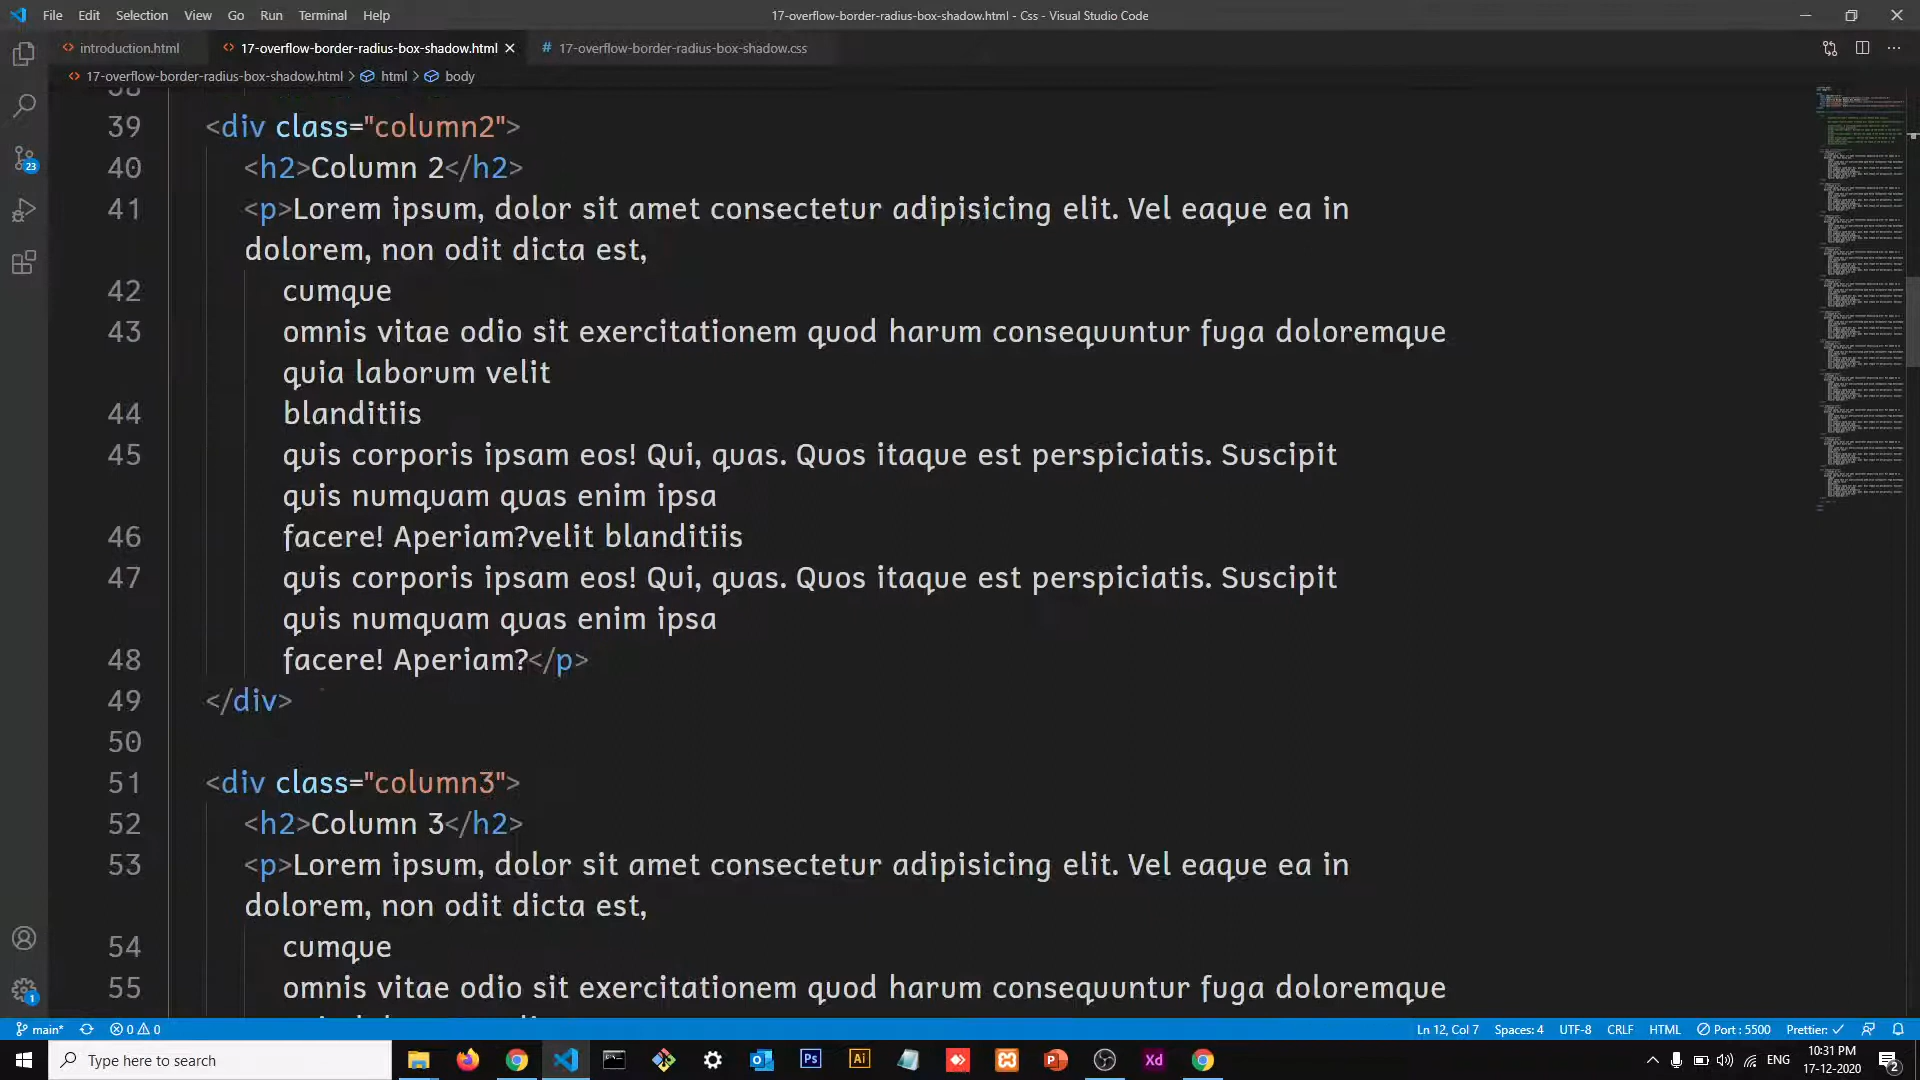 File Edit Selection View Go Run Terminal Help
17-overflow-border-radius-box-shadow.html - Css - Visual Studio Code
introduction.html
17-overflow-border-radius-box-shadow.html
# 17-overflow-border-radius-box-shadow.css
17-overflow-border-radius-box-shadow.html > html > body
38
39 <div class="column2">
40 <h2>Column 2</h2>
41 <p>Lorem ipsum, dolor sit amet consectetur adipisicing elit. Vel eaque ea in
dolorem, non odit dicta est,
42 cumque
43 omnis vitae odio sit exercitationem quod harum consequuntur fuga doloremque
quia laborum velit
44 blanditiis
45 quis corporis ipsam eos! Qui, quas. Quos itaque est perspiciatis. Suscipit
quis numquam quas enim ipsa
46 facere! Aperiam?velit blanditiis
47 quis corporis ipsam eos! Qui, quas. Quos itaque est perspiciatis. Suscipit
quis numquam quas enim ipsa
48 facere! Aperiam?</p>
49 </div>
50
51 <div class="column3">
52 <h2>Column 3</h2>
53 <p>Lorem ipsum, dolor sit amet consectetur adipisicing elit. Vel eaque ea in
dolorem, non odit dicta est,
54 cumque
55 omnis vitae odio sit exercitationem quod harum consequuntur fuga doloremque
23
1
main* 0 0 Ln 12, Col 7 Spaces: 4 UTF-8 CRLF HTML Port : 5500 Prettier: ✓
Type here to search
Ps Ai Xd
ENG
10:31 PM
17-12-2020
2